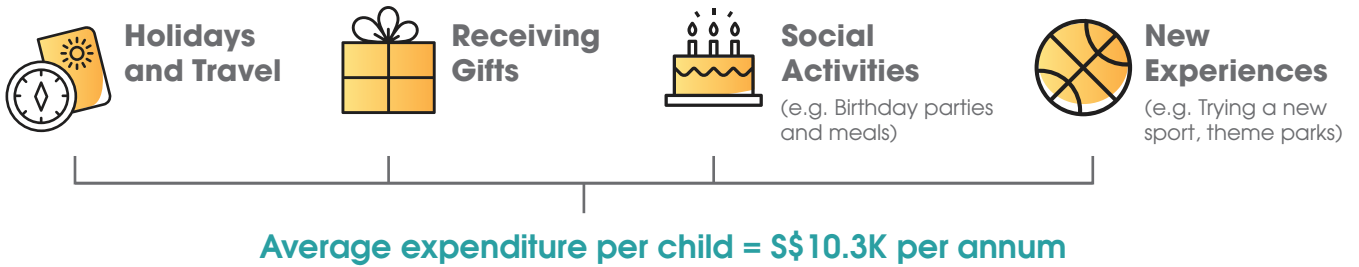 Holidays
and Travel
Receiving
Gifts
Social
Activities
(e.g. Birthday parties
and meals)
New
Experiences
(e.g. Trying a new
sport, theme parks)
Average expenditure per child = S$10.3K per annum